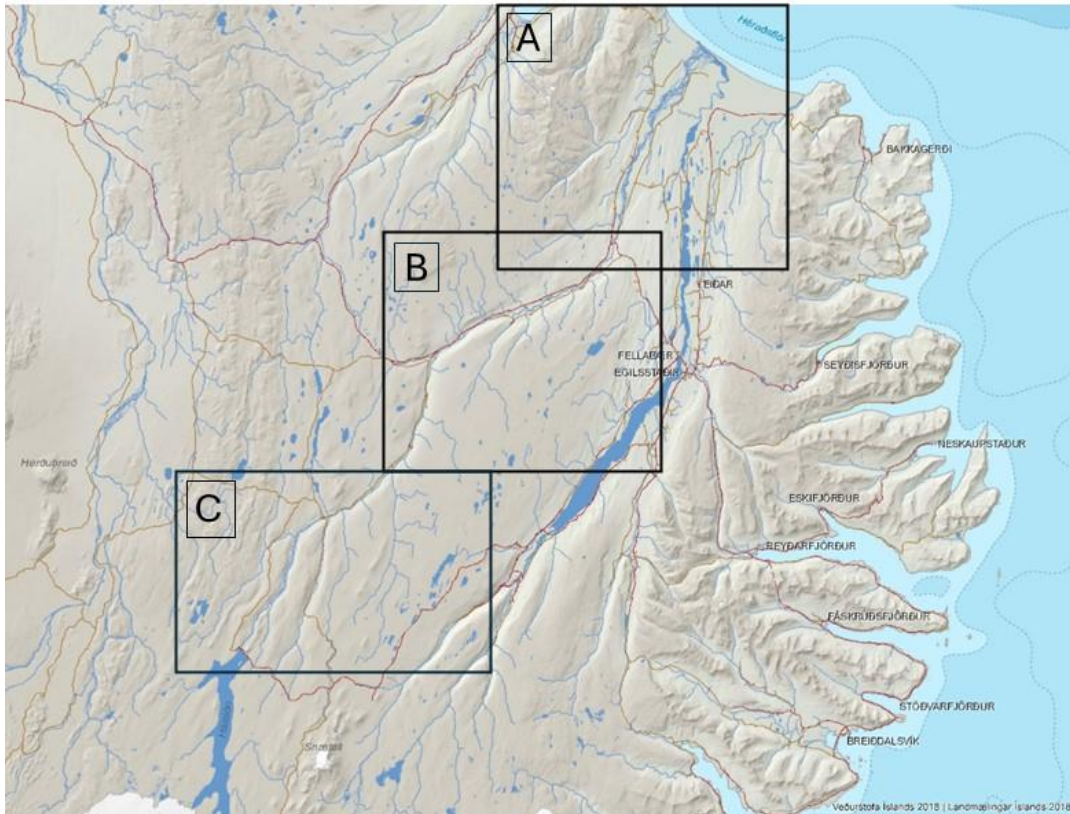 A
Héraðsflói
BAKKAGERÐI
B
EIÐAR
FELLABÆR
EGILSSTAÐIR
SEYÐISFJÖRÐUR
NESKAUPSTAÐUR
Herðubreið
C
ESKIFJÖRÐUR
REYÐARFJÖRÐUR
FÁSKRÚÐSFJÖRÐUR
STÖÐVARFJÖRÐUR
Hálslón
Snæfell
BREIÐDALSVÍK
Veðurstofa Íslands 2018 | Landmælingar Íslands 2018